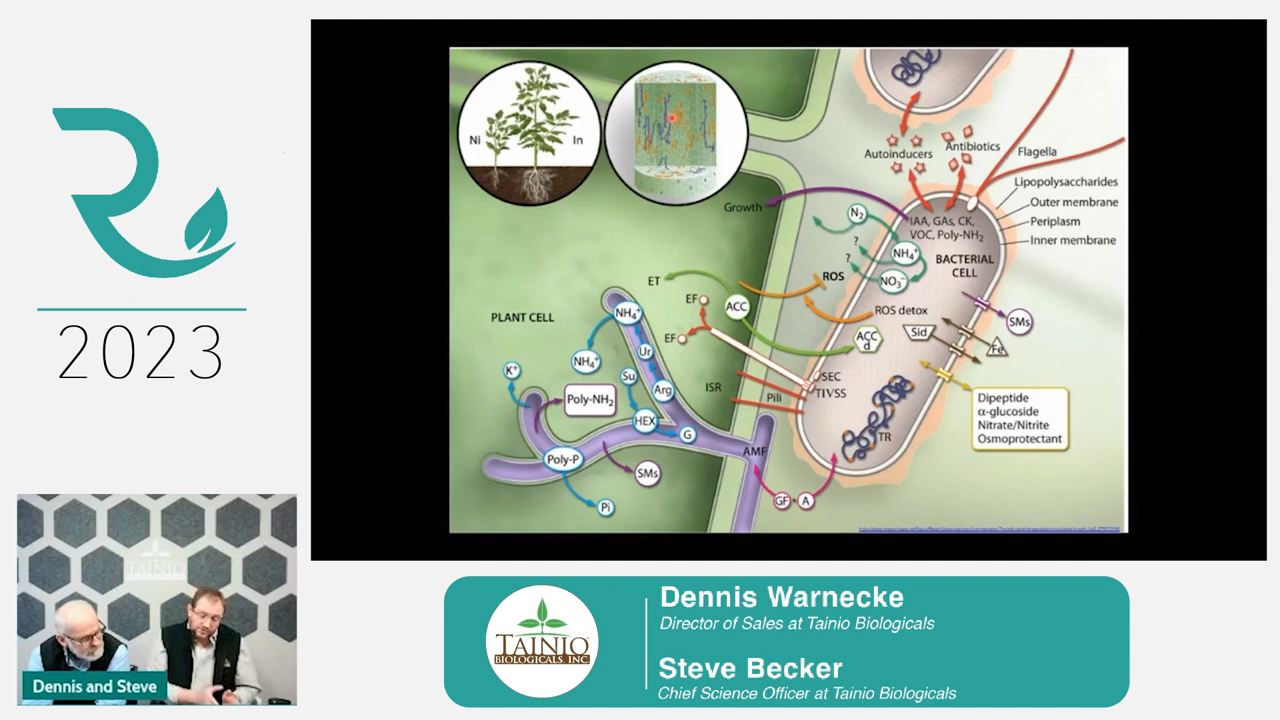 2023
Ni
In
Autoinducers
Antibiotics
Flagella
Lipopolysaccharides
Outer membrane
Periplasm
Inner membrane
Growth
N₂
IAA, GAs, CK,
VOC, Poly-NH₂
?
?
NH₄⁺
NO₃⁻
BACTERIAL
CELL
ET
ROS
EF
ACC
ROS detox
EF
ACC
d
Sid
Fe
SMs
PLANT CELL
NH₄⁺
NH₄⁺
Ur
Su
Arg
K⁺
Poly-NH₂
HEX
G
ISR
Pili
SEC
TIVSS
Dipeptide
α-glucoside
Nitrate/Nitrite
Osmoprotectant
TR
AMF
Poly-P
SMs
Pi
GF
A
TAINIO
Dennis and Steve
TAINIO
BIOLOGICALS, INC.
Dennis Warnecke
Director of Sales at Tainio Biologicals
Steve Becker
Chief Science Officer at Tainio Biologicals